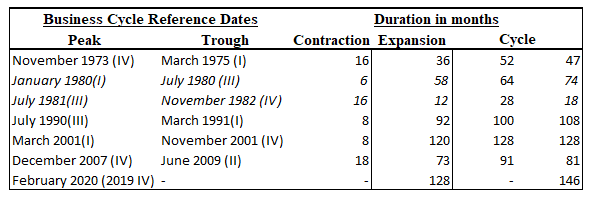 Business Cycle Reference Dates Duration in months
Peak Trough Contraction Expansion Cycle
November 1973 (IV) March 1975 (I) 16 36 52 47
January 1980(I) July 1980 (III) 6 58 64 74
July 1981(III) November 1982 (IV) 16 12 28 18
July 1990(III) March 1991(I) 8 92 100 108
March 2001(I) November 2001 (IV) 8 120 128 128
December 2007 (IV) June 2009 (II) 18 73 91 81
February 2020 (2019 IV) - - 128 - 146